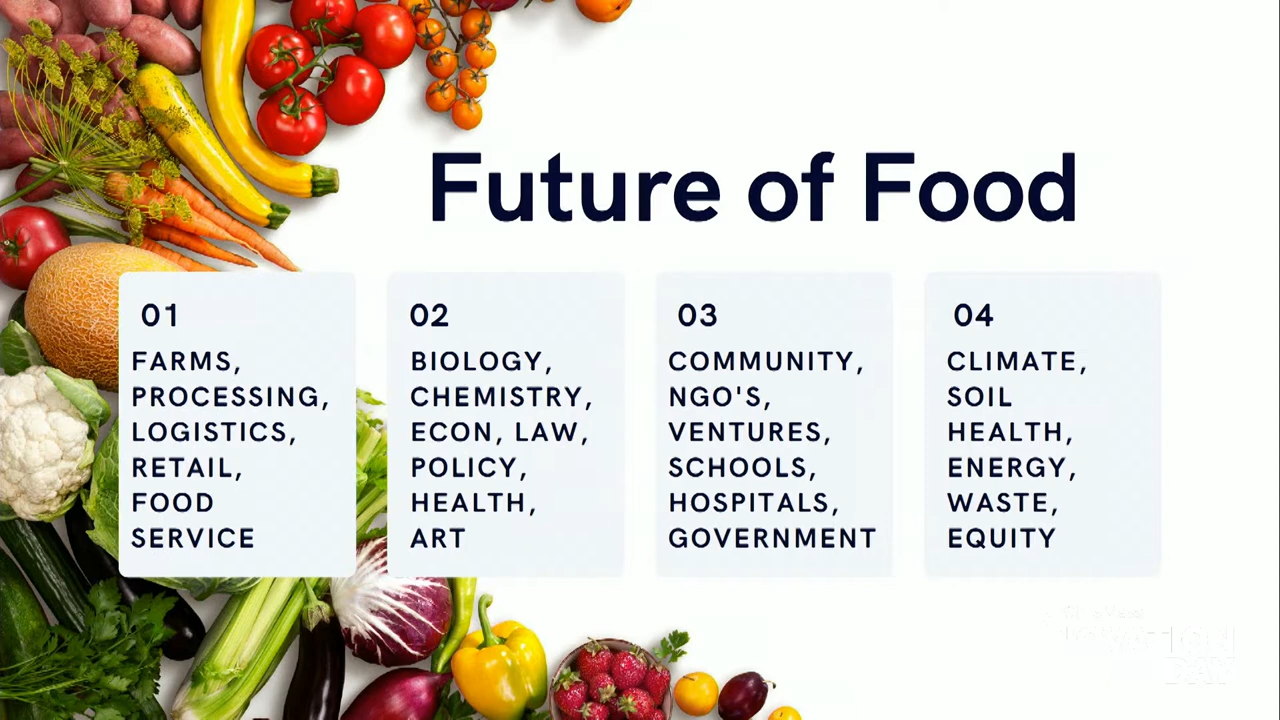 Future of Food
01
FARMS,
PROCESSING,
LOGISTICS,
RETAIL,
FOOD
SERVICE
02
BIOLOGY,
CHEMISTRY,
ECON, LAW,
POLICY,
HEALTH,
ART
03
COMMUNITY,
NGO'S,
VENTURES,
SCHOOLS,
HOSPITALS,
GOVERNMENT
04
CLIMATE,
SOIL
HEALTH,
ENERGY,
WASTE,
EQUITY